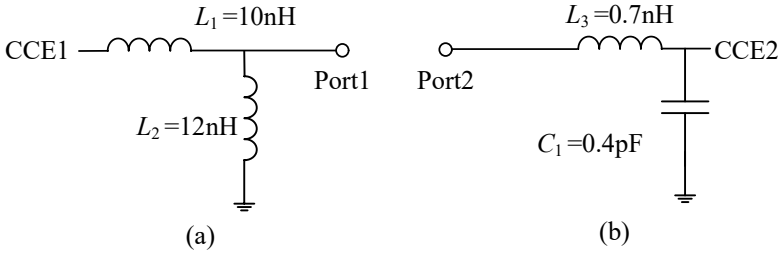 L₁=10nH
L₃=0.7nH
CCE1
Port1
Port2
CCE2
L₂=12nH
C₁=0.4pF
(a)
(b)